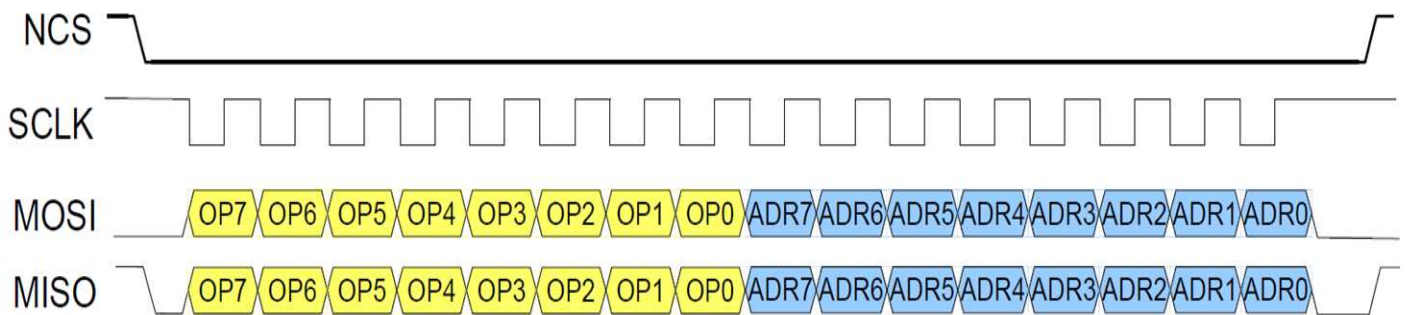 NCS
SCLK
MOSI OP7 OP6 OP5 OP4 OP3 OP2 OP1 OP0 ADR7 ADR6 ADR5 ADR4 ADR3 ADR2 ADR1 ADR0
MISO OP7 OP6 OP5 OP4 OP3 OP2 OP1 OP0 ADR7 ADR6 ADR5 ADR4 ADR3 ADR2 ADR1 ADR0